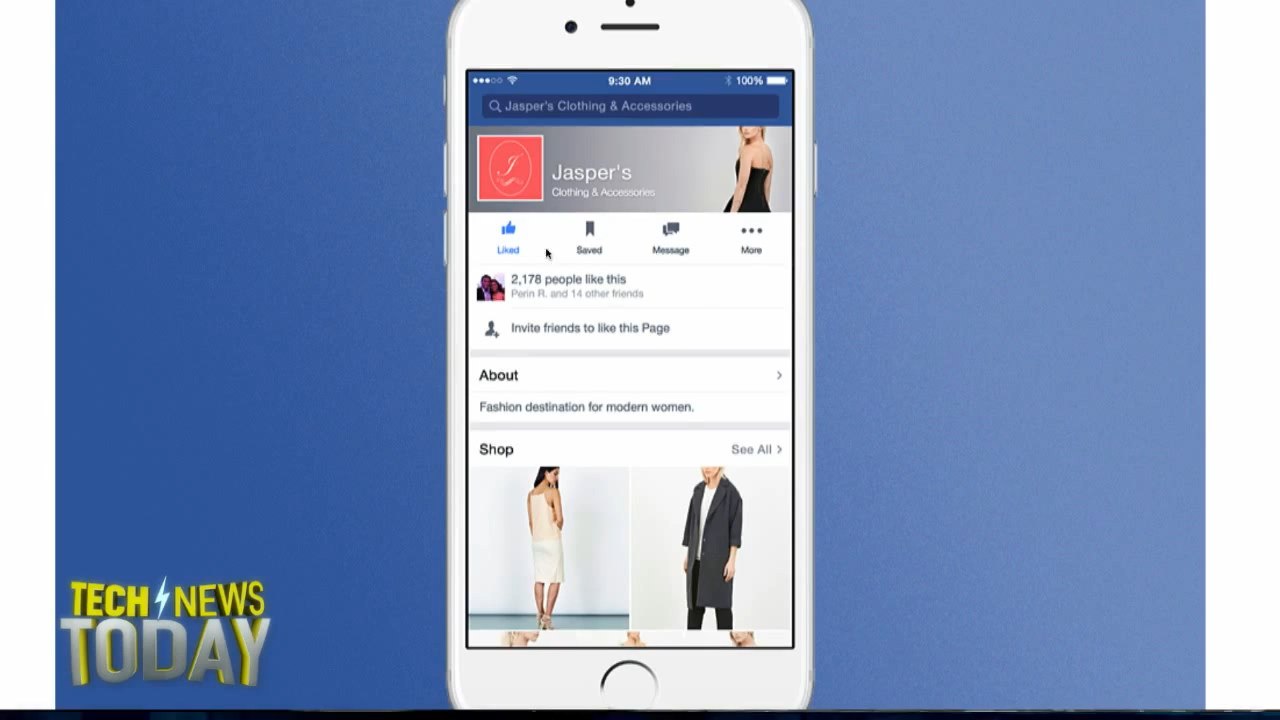 9:30 AM
100%
Jasper's Clothing & Accessories
J
Jasper's
Clothing & Accessories
Liked
Saved
Message
More
2,178 people like this
Perin R. and 14 other friends
Invite friends to like this Page
About
Fashion destination for modern women.
Shop
See All
TECH NEWS
TODAY